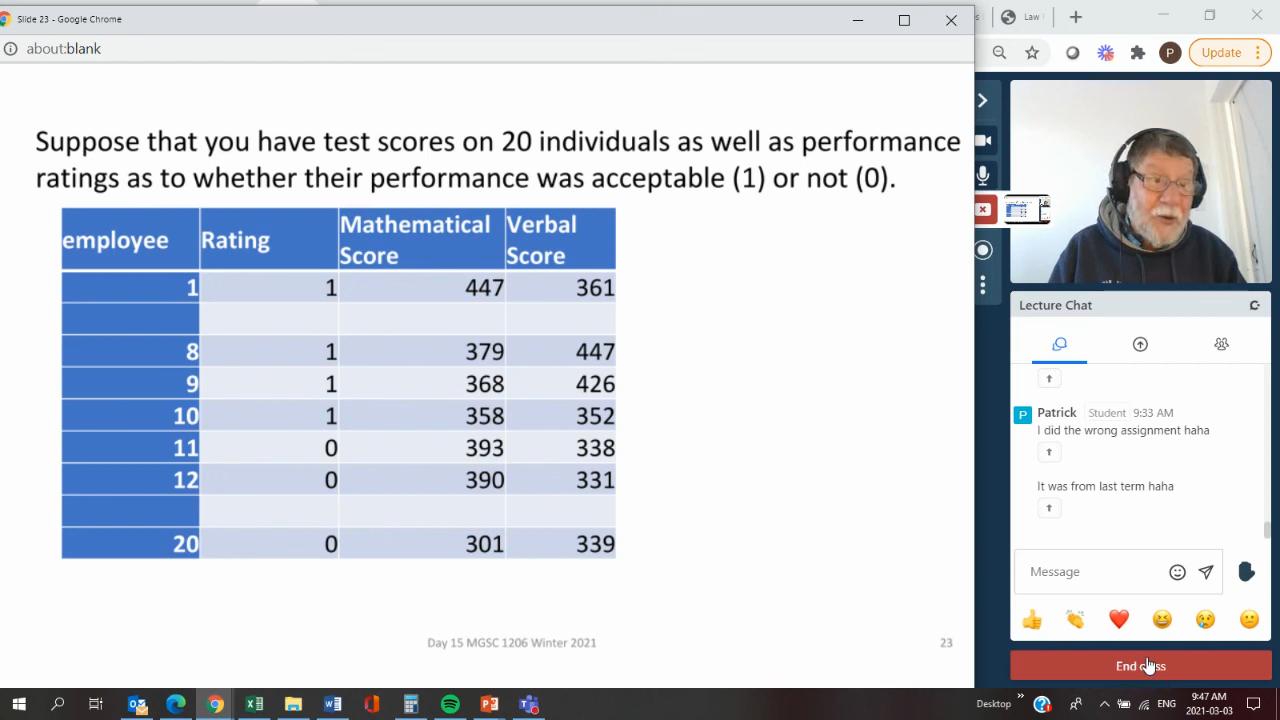 Slide 23 - Google Chrome
Law
about:blank
P
Update
Suppose that you have test scores on 20 individuals as well as performance
ratings as to whether their performance was acceptable (1) or not (0).
employee Rating Mathematical Score Verbal Score
1 1 447 361
8 1 379 447
9 1 368 426
10 1 358 352
11 0 393 338
12 0 390 331
20 0 301 339
Day 15 MGSC 1206 Winter 2021
23
Lecture Chat
P Patrick Student 9:33 AM
I did the wrong assignment haha
It was from last term haha
Message
End class
Desktop
ENG
9:47 AM
2021-03-03